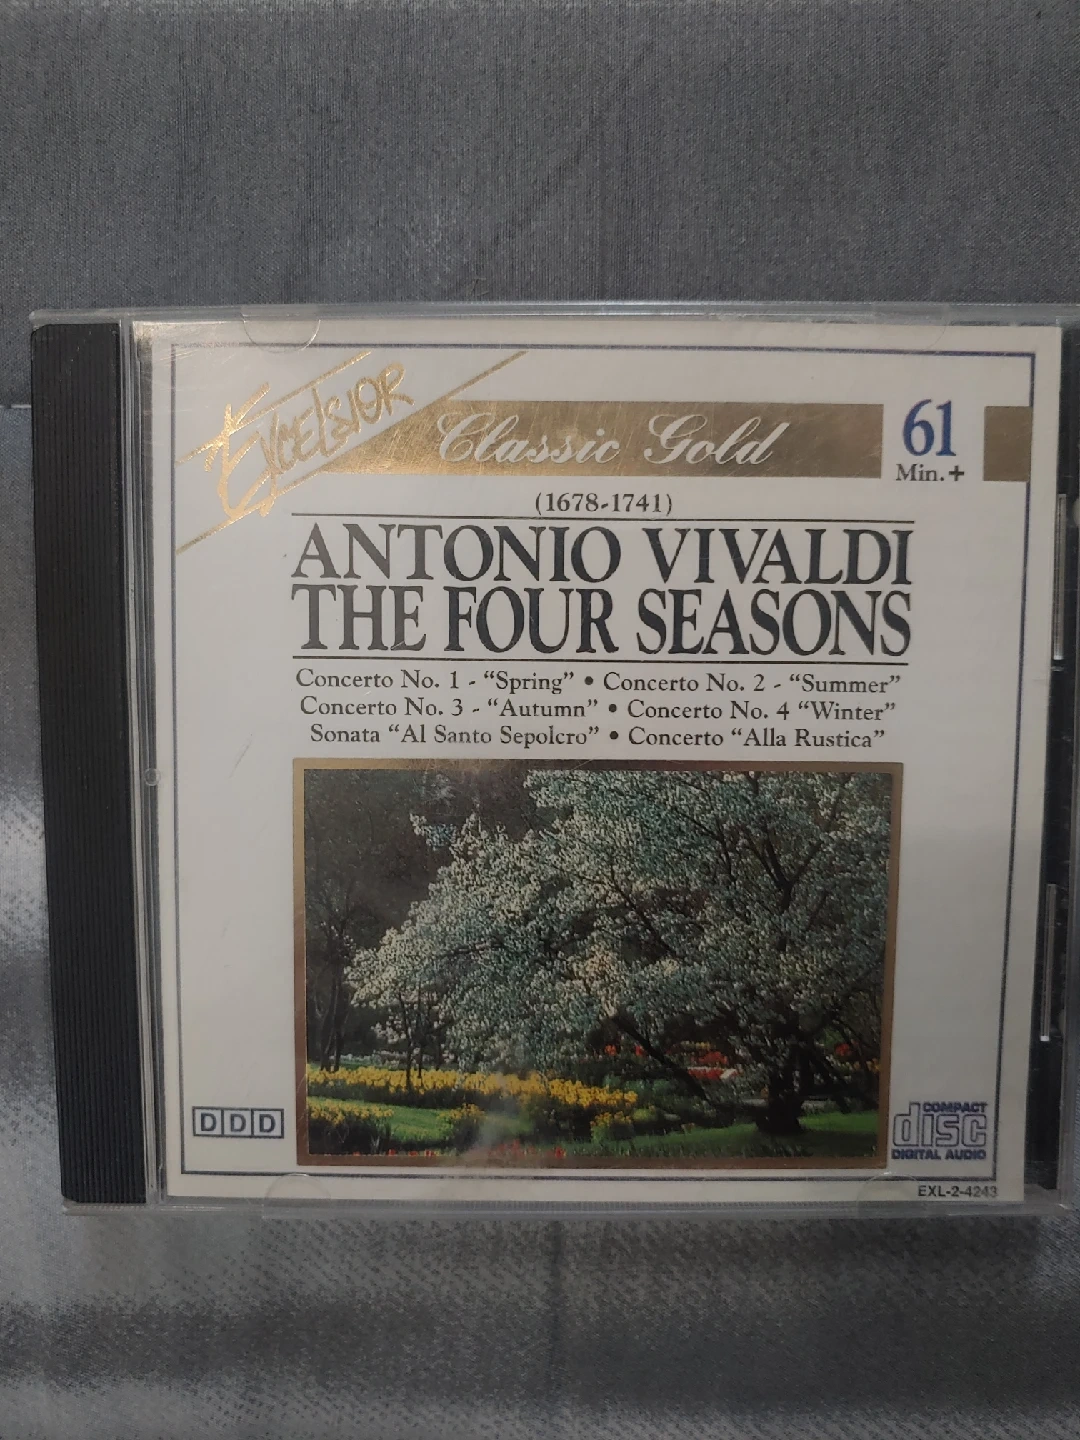 EXCELSIOR
Classic Gold
61
Min.+
(1678-1741)
ANTONIO VIVALDI
THE FOUR SEASONS
Concerto No. 1 - “Spring” • Concerto No. 2 - “Summer”
Concerto No. 3 - “Autumn” • Concerto No. 4 “Winter”
Sonata “Al Santo Sepolcro” • Concerto “Alla Rustica”
DDD
COMPACT
disc
DIGITAL AUDIO
EXL-2-4243